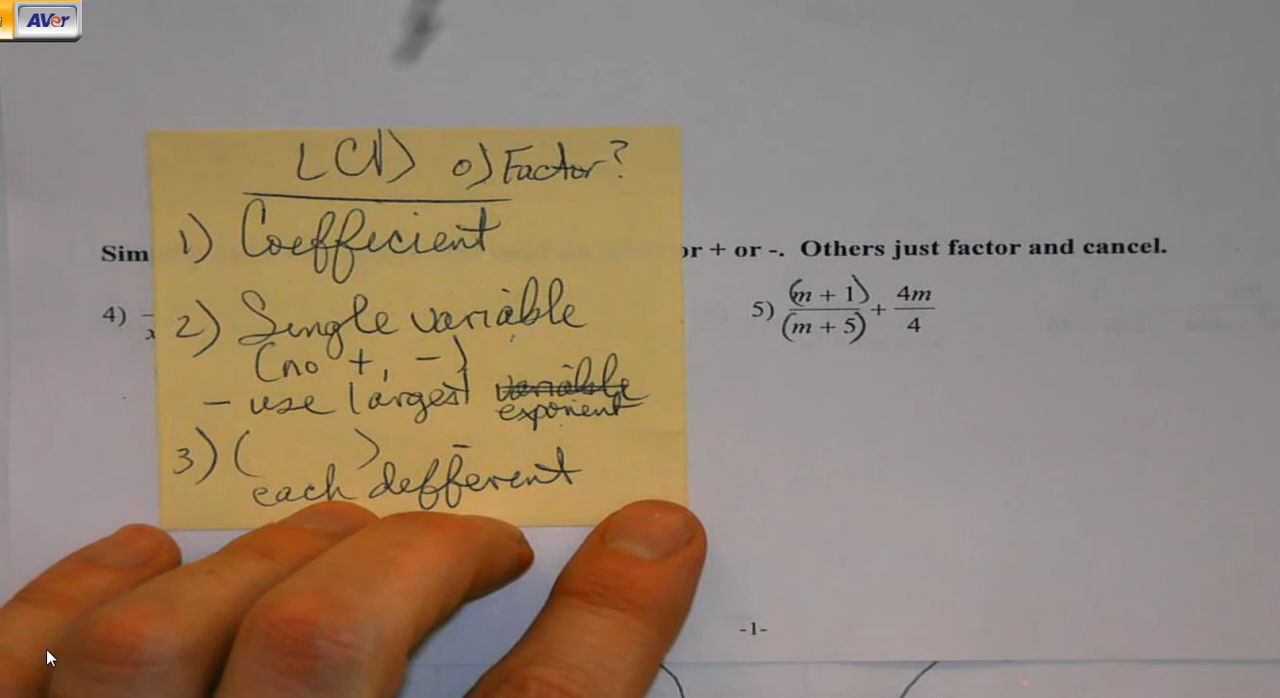 AVer
LCD 0) Factor?
1) Coeffecient
Sim
or + or -. Others just factor and cancel.
2) Single variable
(no +, -)
- use largest variable
exponent
3) ( )
each defferent
4)
5) (m + 1)/(m + 5) + 4m/4
-1-